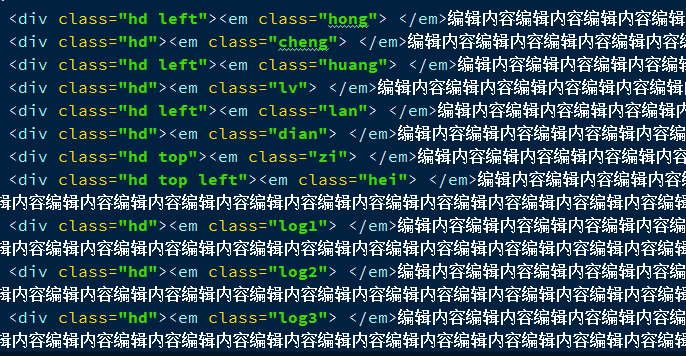 <div class="hd left"><em class="hong"> </em>编辑内容编辑内容编辑内容编辑
<div class="hd"><em class="cheng"> </em>编辑内容编辑内容编辑内容编辑内容
<div class="hd left"><em class="huang"> </em>编辑内容编辑内容编辑内容编
<div class="hd"><em class="lv"> </em>编辑内容编辑内容编辑内容编辑内容编辑
<div class="hd left"><em class="lan"> </em>编辑内容编辑内容编辑内容编辑
<div class="hd"><em class="dian"> </em>编辑内容编辑内容编辑内容编辑内容编
<div class="hd top"><em class="zi"> </em>编辑内容编辑内容编辑内容编辑内容
<div class="hd top left"><em class="hei"> </em>编辑内容编辑内容编辑内容
辑内容编辑内容编辑内容编辑内容编辑内容编辑内容编辑内容编辑内容编辑内容编辑内容编
<div class="hd"><em class="log1"> </em>编辑内容编辑内容编辑内容编辑内容编
辑内容编辑内容编辑内容编辑内容编辑内容编辑内容编辑内容编辑内容编辑内容编辑内容编
<div class="hd"><em class="log2"> </em>编辑内容编辑内容编辑内容编辑内容编
辑内容编辑内容编辑内容编辑内容编辑内容编辑内容编辑内容编辑内容编辑内容编辑内容编
<div class="hd"><em class="log3"> </em>编辑内容编辑内容编辑内容编辑内容编
辑内容编辑内容编辑内容编辑内容编辑内容编辑内容编辑内容编辑内容编辑内容编辑内容编